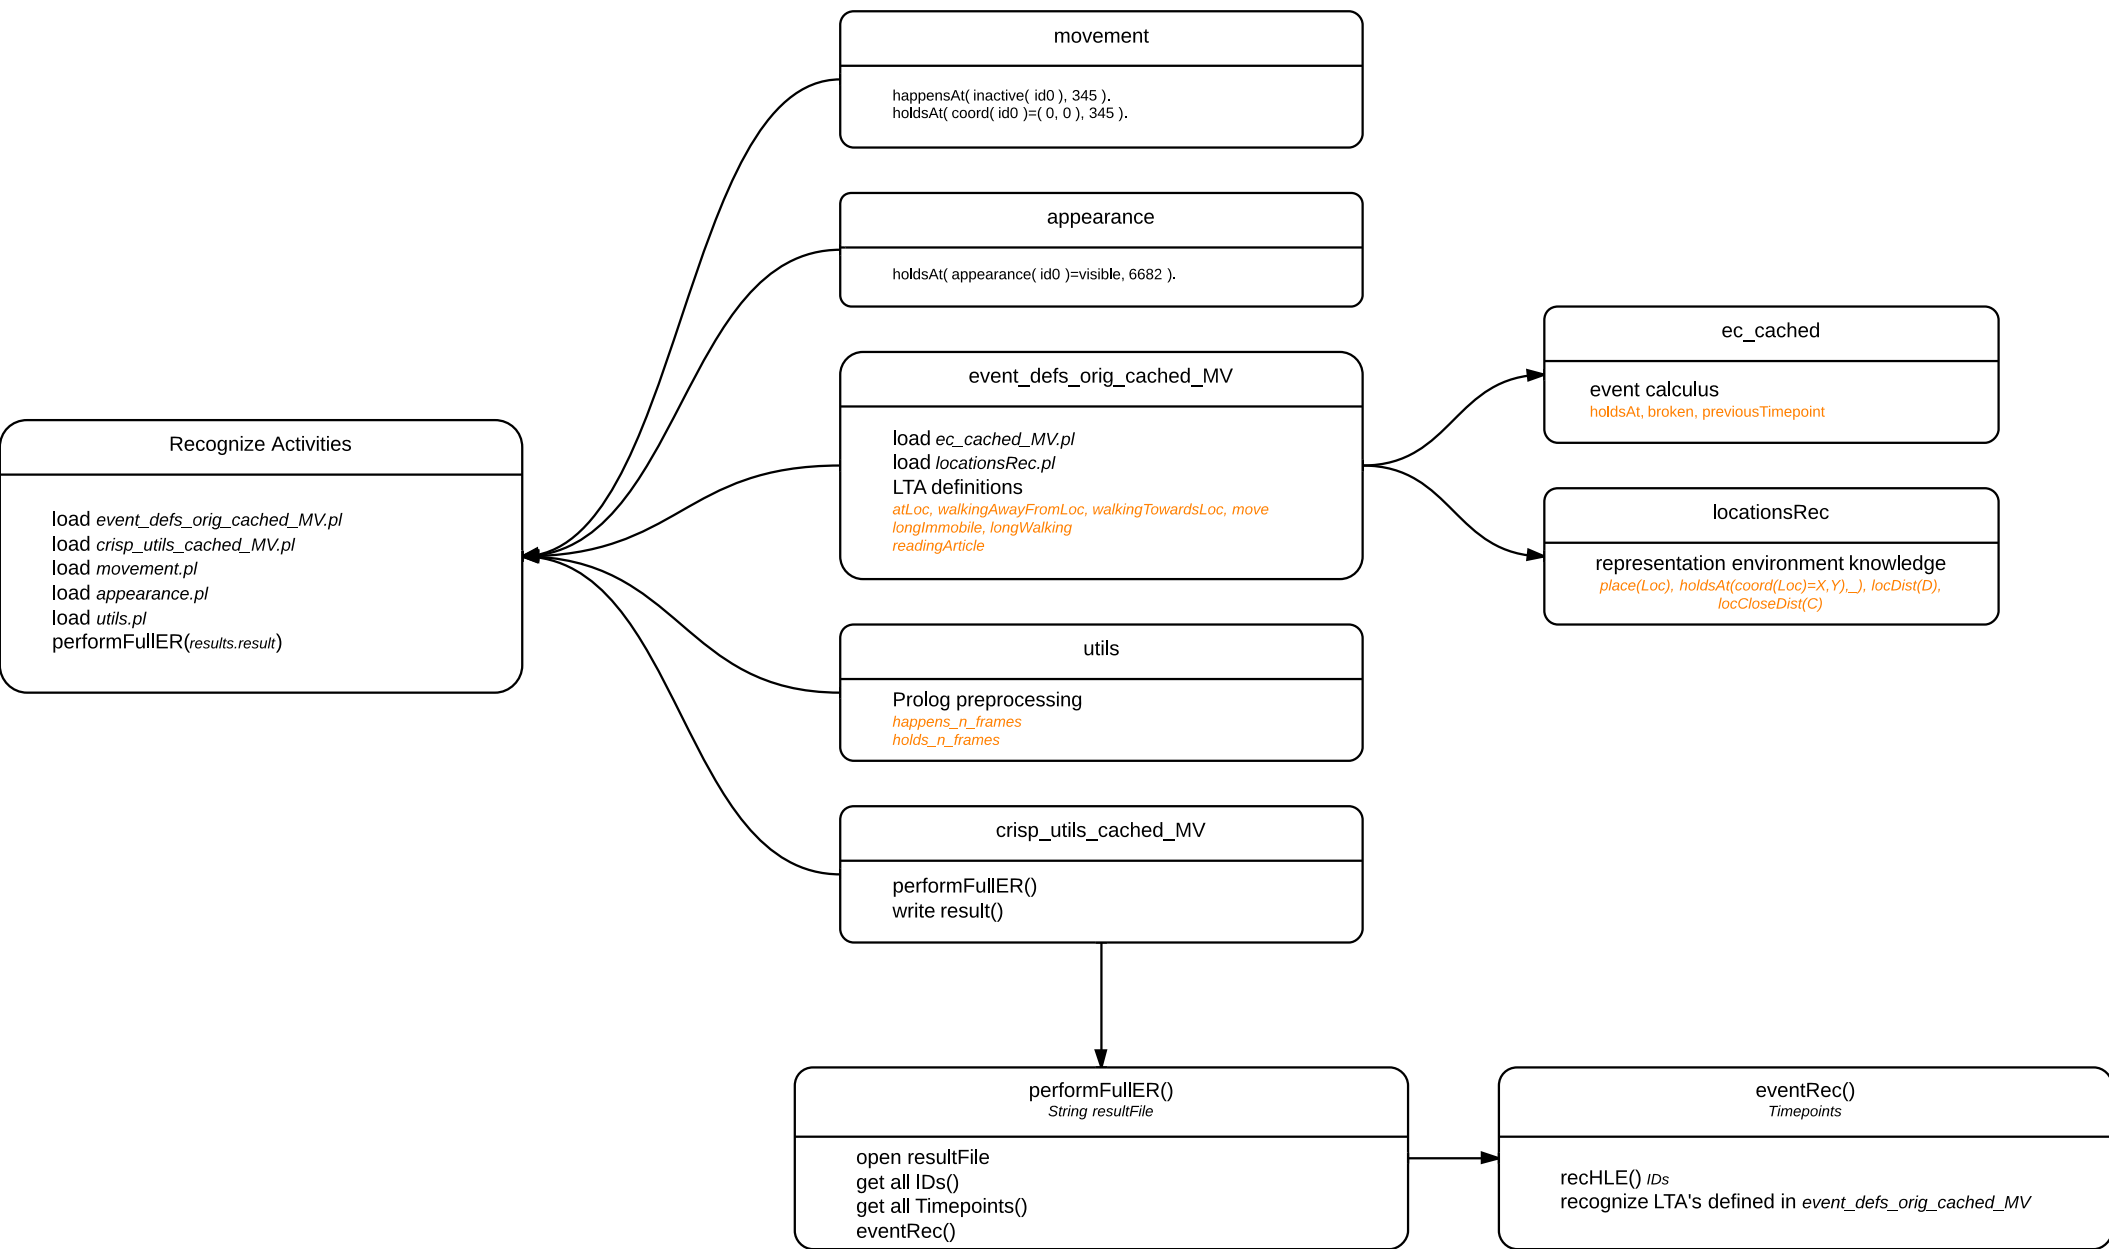 movement
happensAt( inactive( id0 ), 345 ).
holdsAt( coord( id0 )=( 0, 0 ), 345 ).
appearance
holdsAt( appearance( id0 )=visible, 6682 ).
event_defs_orig_cached_MV
load ec_cached_MV.pl
load locationsRec.pl
LTA definitions
atLoc, walkingAwayFromLoc, walkingTowardsLoc, move
longImmobile, longWalking
readingArticle
ec_cached
event calculus
holdsAt, broken, previousTimepoint
locationsRec
representation environment knowledge
place(Loc), holdsAt(coord(Loc)=X,Y),_), locDist(D),
locCloseDist(C)
Recognize Activities
load event_defs_orig_cached_MV.pl
load crisp_utils_cached_MV.pl
load movement.pl
load appearance.pl
load utils.pl
performFullER(results.result)
utils
Prolog preprocessing
happens_n_frames
holds_n_frames
crisp_utils_cached_MV
performFullER()
write result()
performFullER()
String resultFile
open resultFile
get all IDs()
get all Timepoints()
eventRec()
eventRec()
Timepoints
recHLE() IDs
recognize LTA's defined in event_defs_orig_cached_MV